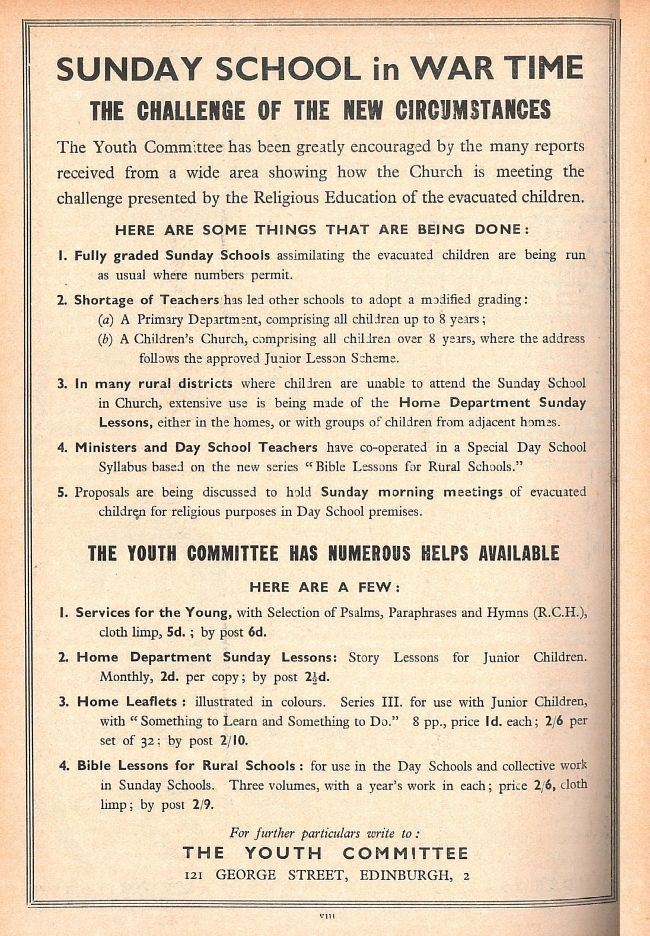 SUNDAY SCHOOL in WAR TIME
THE CHALLENGE OF THE NEW CIRCUMSTANCES
The Youth Committee has been greatly encouraged by the many reports
received from a wide area showing how the Church is meeting the
challenge presented by the Religious Education of the evacuated children.
HERE ARE SOME THINGS THAT ARE BEING DONE:
1. Fully graded Sunday Schools assimilating the evacuated children are being run
as usual where numbers permit.
2. Shortage of Teachers has led other schools to adopt a modified grading:
(a) A Primary Department, comprising all children up to 8 years;
(b) A Children's Church, comprising all children over 8 years, where the address
follows the approved Junior Lesson Scheme.
3. In many rural districts where children are unable to attend the Sunday School
in Church, extensive use is being made of the Home Department Sunday
Lessons, either in the homes, or with groups of children from adjacent homes.
4. Ministers and Day School Teachers have co-operated in a Special Day School
Syllabus based on the new series "Bible Lessons for Rural Schools."
5. Proposals are being discussed to hold Sunday morning meetings of evacuated
children for religious purposes in Day School premises.
THE YOUTH COMMITTEE HAS NUMEROUS HELPS AVAILABLE
HERE ARE A FEW:
1. Services for the Young, with Selection of Psalms, Paraphrases and Hymns (R.C.H.),
cloth limp, 5d.; by post 6d.
2. Home Department Sunday Lessons: Story Lessons for Junior Children.
Monthly, 2d. per copy; by post 2½d.
3. Home Leaflets: illustrated in colours. Series III. for use with Junior Children,
with "Something to Learn and Something to Do." 8 pp., price 1d. each; 2/6 per
set of 32; by post 2/10.
4. Bible Lessons for Rural Schools: for use in the Day Schools and collective work
in Sunday Schools. Three volumes, with a year's work in each; price 2/6, cloth
limp; by post 2/9.
For further particulars write to:
THE YOUTH COMMITTEE
121 GEORGE STREET, EDINBURGH, 2
viii